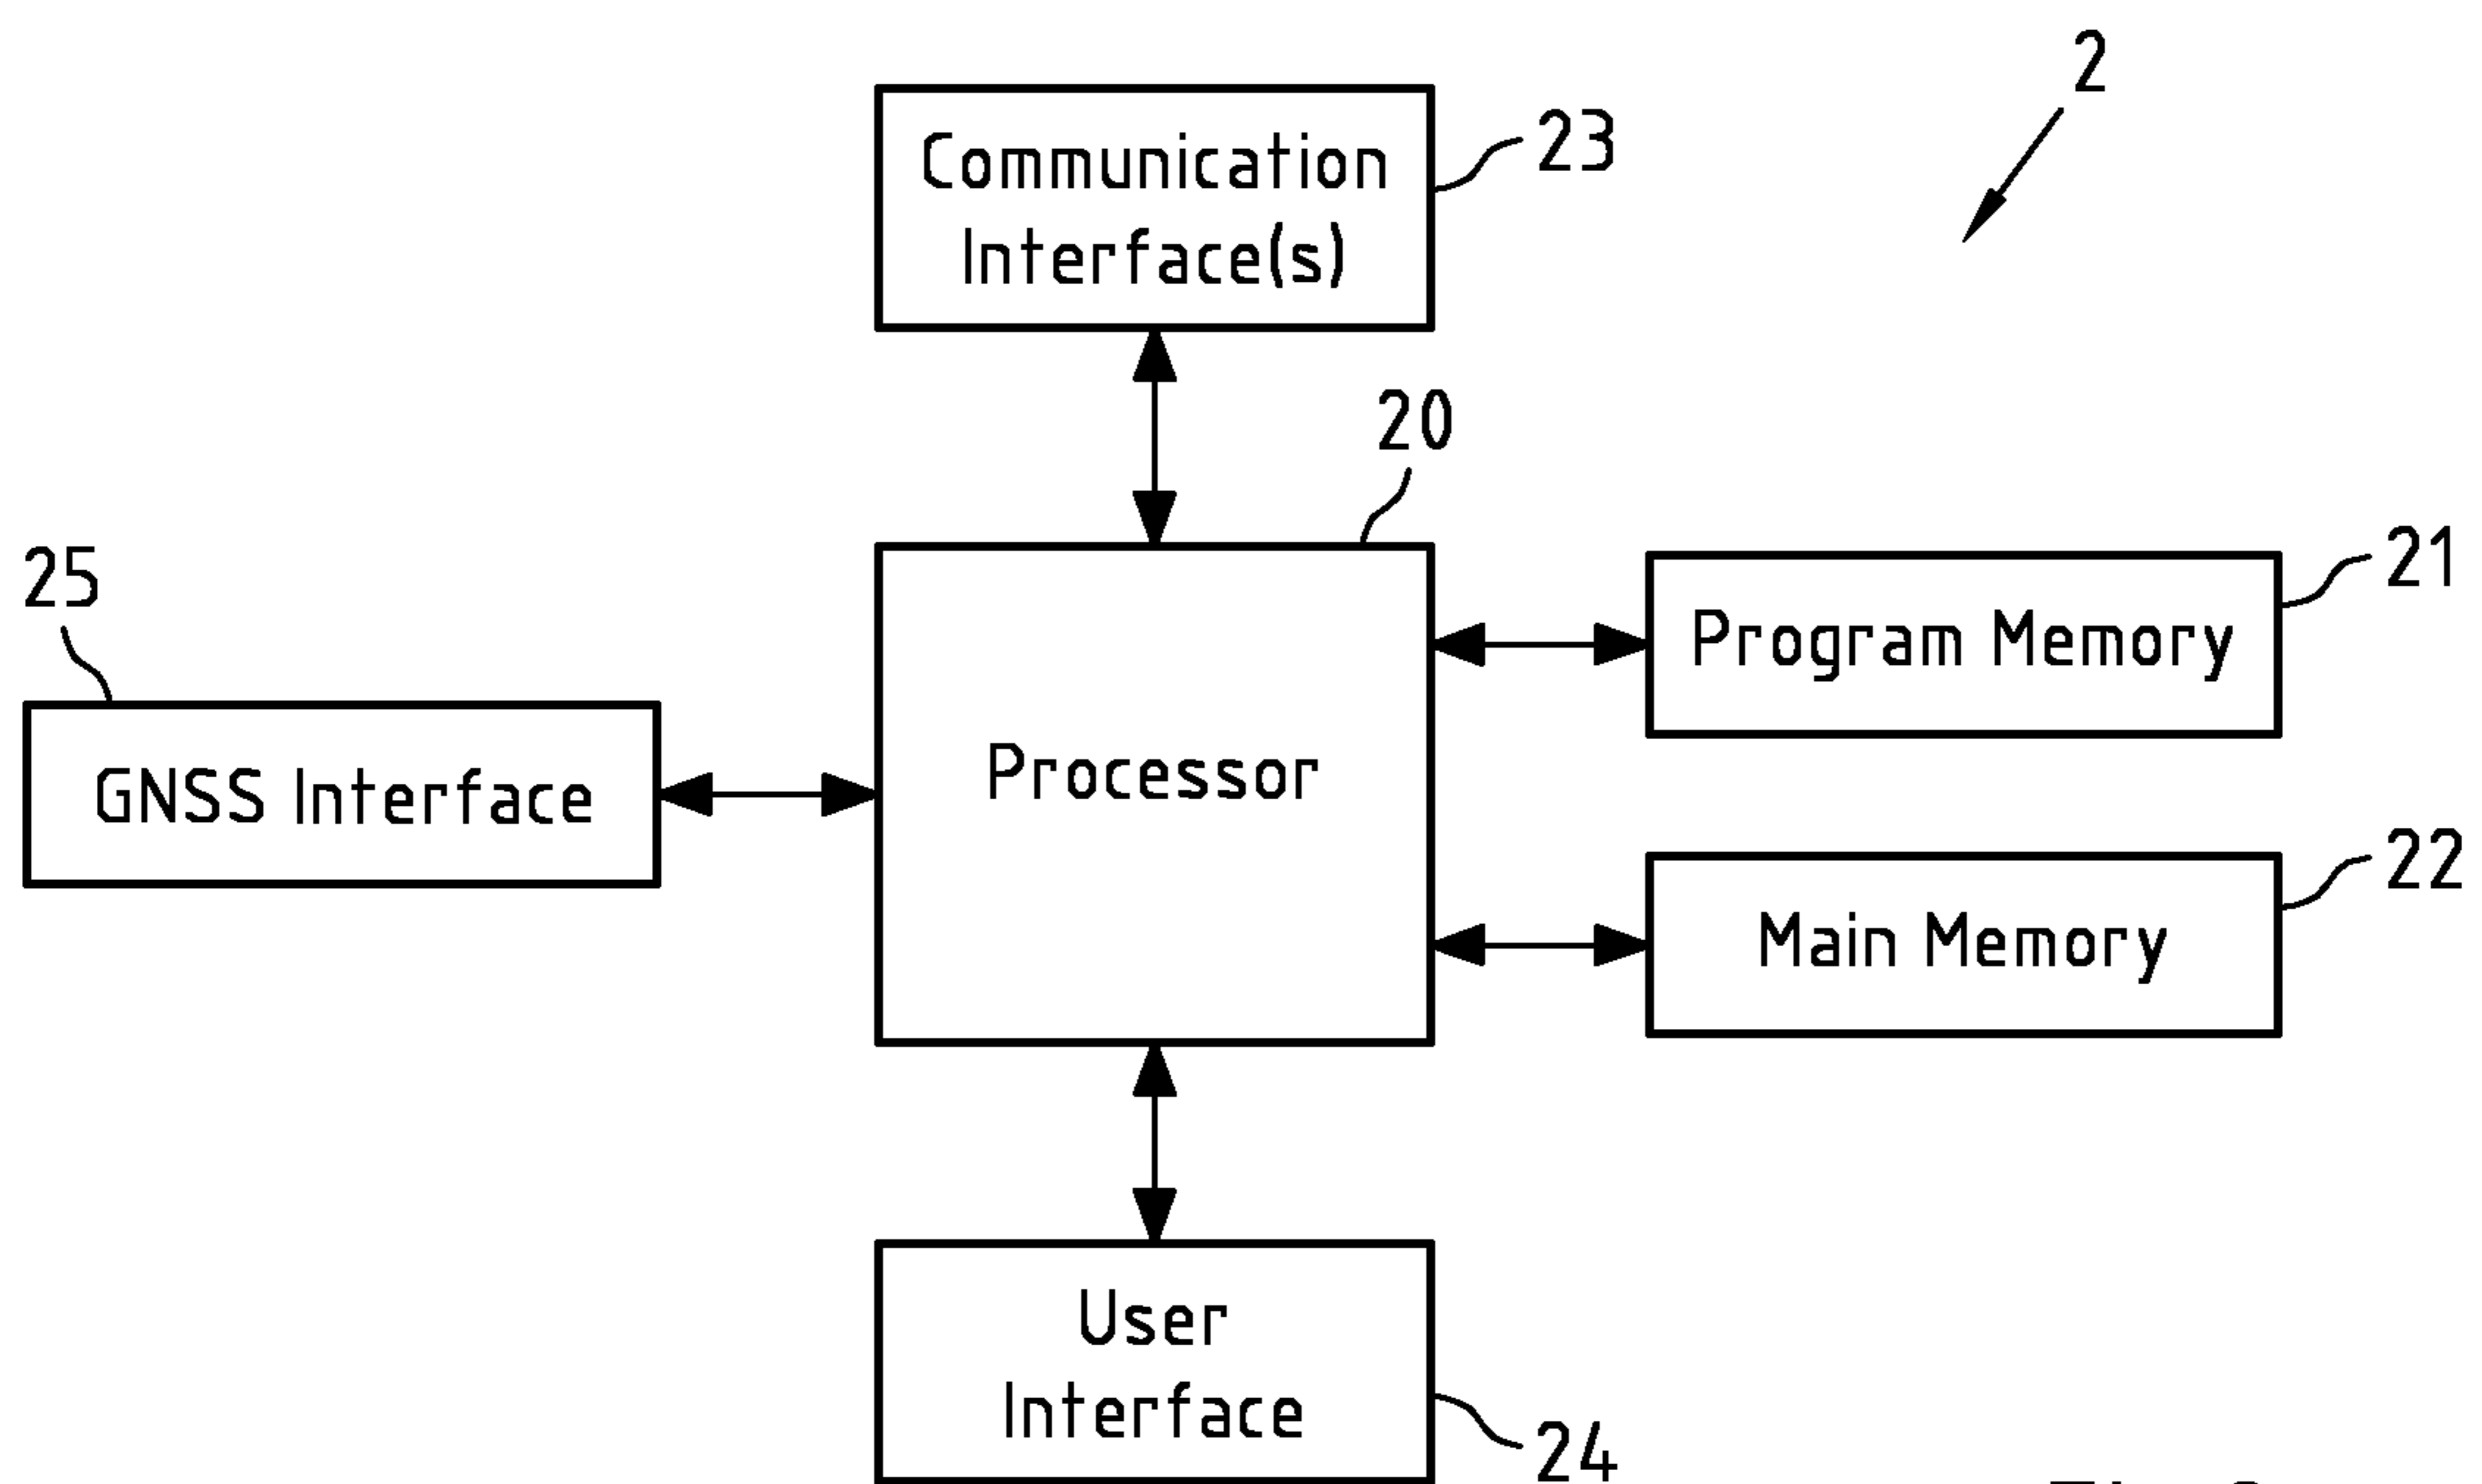 2
Communication
Interface(s)
23
20
25
21
Program Memory
GNSS Interface
Processor
22
Main Memory
User
Interface
24